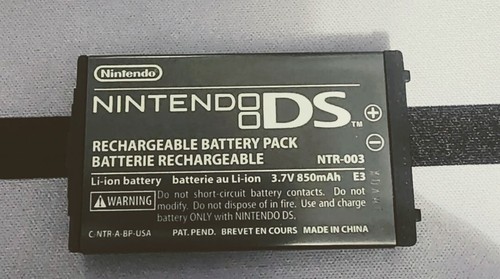 Nintendo
NINTENDO DS™
RECHARGEABLE BATTERY PACK
BATTERIE RECHARGEABLE NTR-003
Li-ion battery batterie au Li-ion 3.7V 850mAh E3
WARNING Do not short-circuit battery contacts. Do not
modify. Do not dispose of in fire. Use and charge
battery ONLY with NINTENDO DS.
C/NTR-A-BP-USA PAT. PEND. BREVET EN COURS MADE IN CHINA